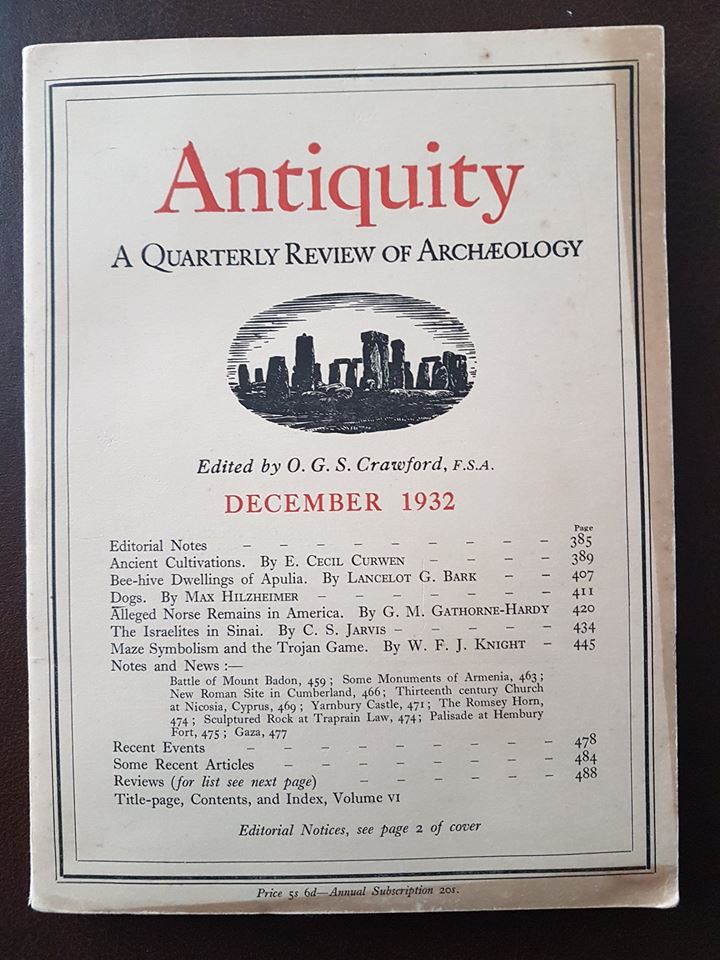 Antiquity
A QUARTERLY REVIEW OF ARCHÆOLOGY
Edited by O. G. S. Crawford, F.S.A.
DECEMBER 1932
Page
Editorial Notes – – – – – – – – – 385
Ancient Cultivations. By E. CECIL CURWEN – – – – 389
Bee-hive Dwellings of Apulia. By LANCELOT G. BARK – – 407
Dogs. By MAX HILZHEIMER – – – – – – – 411
Alleged Norse Remains in America. By G. M. GATHORNE-HARDY 420
The Israelites in Sinai. By C. S. JARVIS – – – – – 434
Maze Symbolism and the Trojan Game. By W. F. J. KNIGHT – 445
Notes and News :—
Battle of Mount Badon, 459 ; Some Monuments of Armenia, 463 ;
New Roman Site in Cumberland, 466 ; Thirteenth century Church
at Nicosia, Cyprus, 469 ; Yarnbury Castle, 471 ; The Romsey Horn,
474 ; Sculptured Rock at Traprain Law, 474 ; Palisade at Hembury
Fort, 475 ; Gaza, 477
Recent Events – – – – – – – – – 478
Some Recent Articles – – – – – – – – 484
Reviews (for list see next page) – – – – – – 488
Title-page, Contents, and Index, Volume VI
Editorial Notices, see page 2 of cover
Price 5s 6d—Annual Subscription 20s.